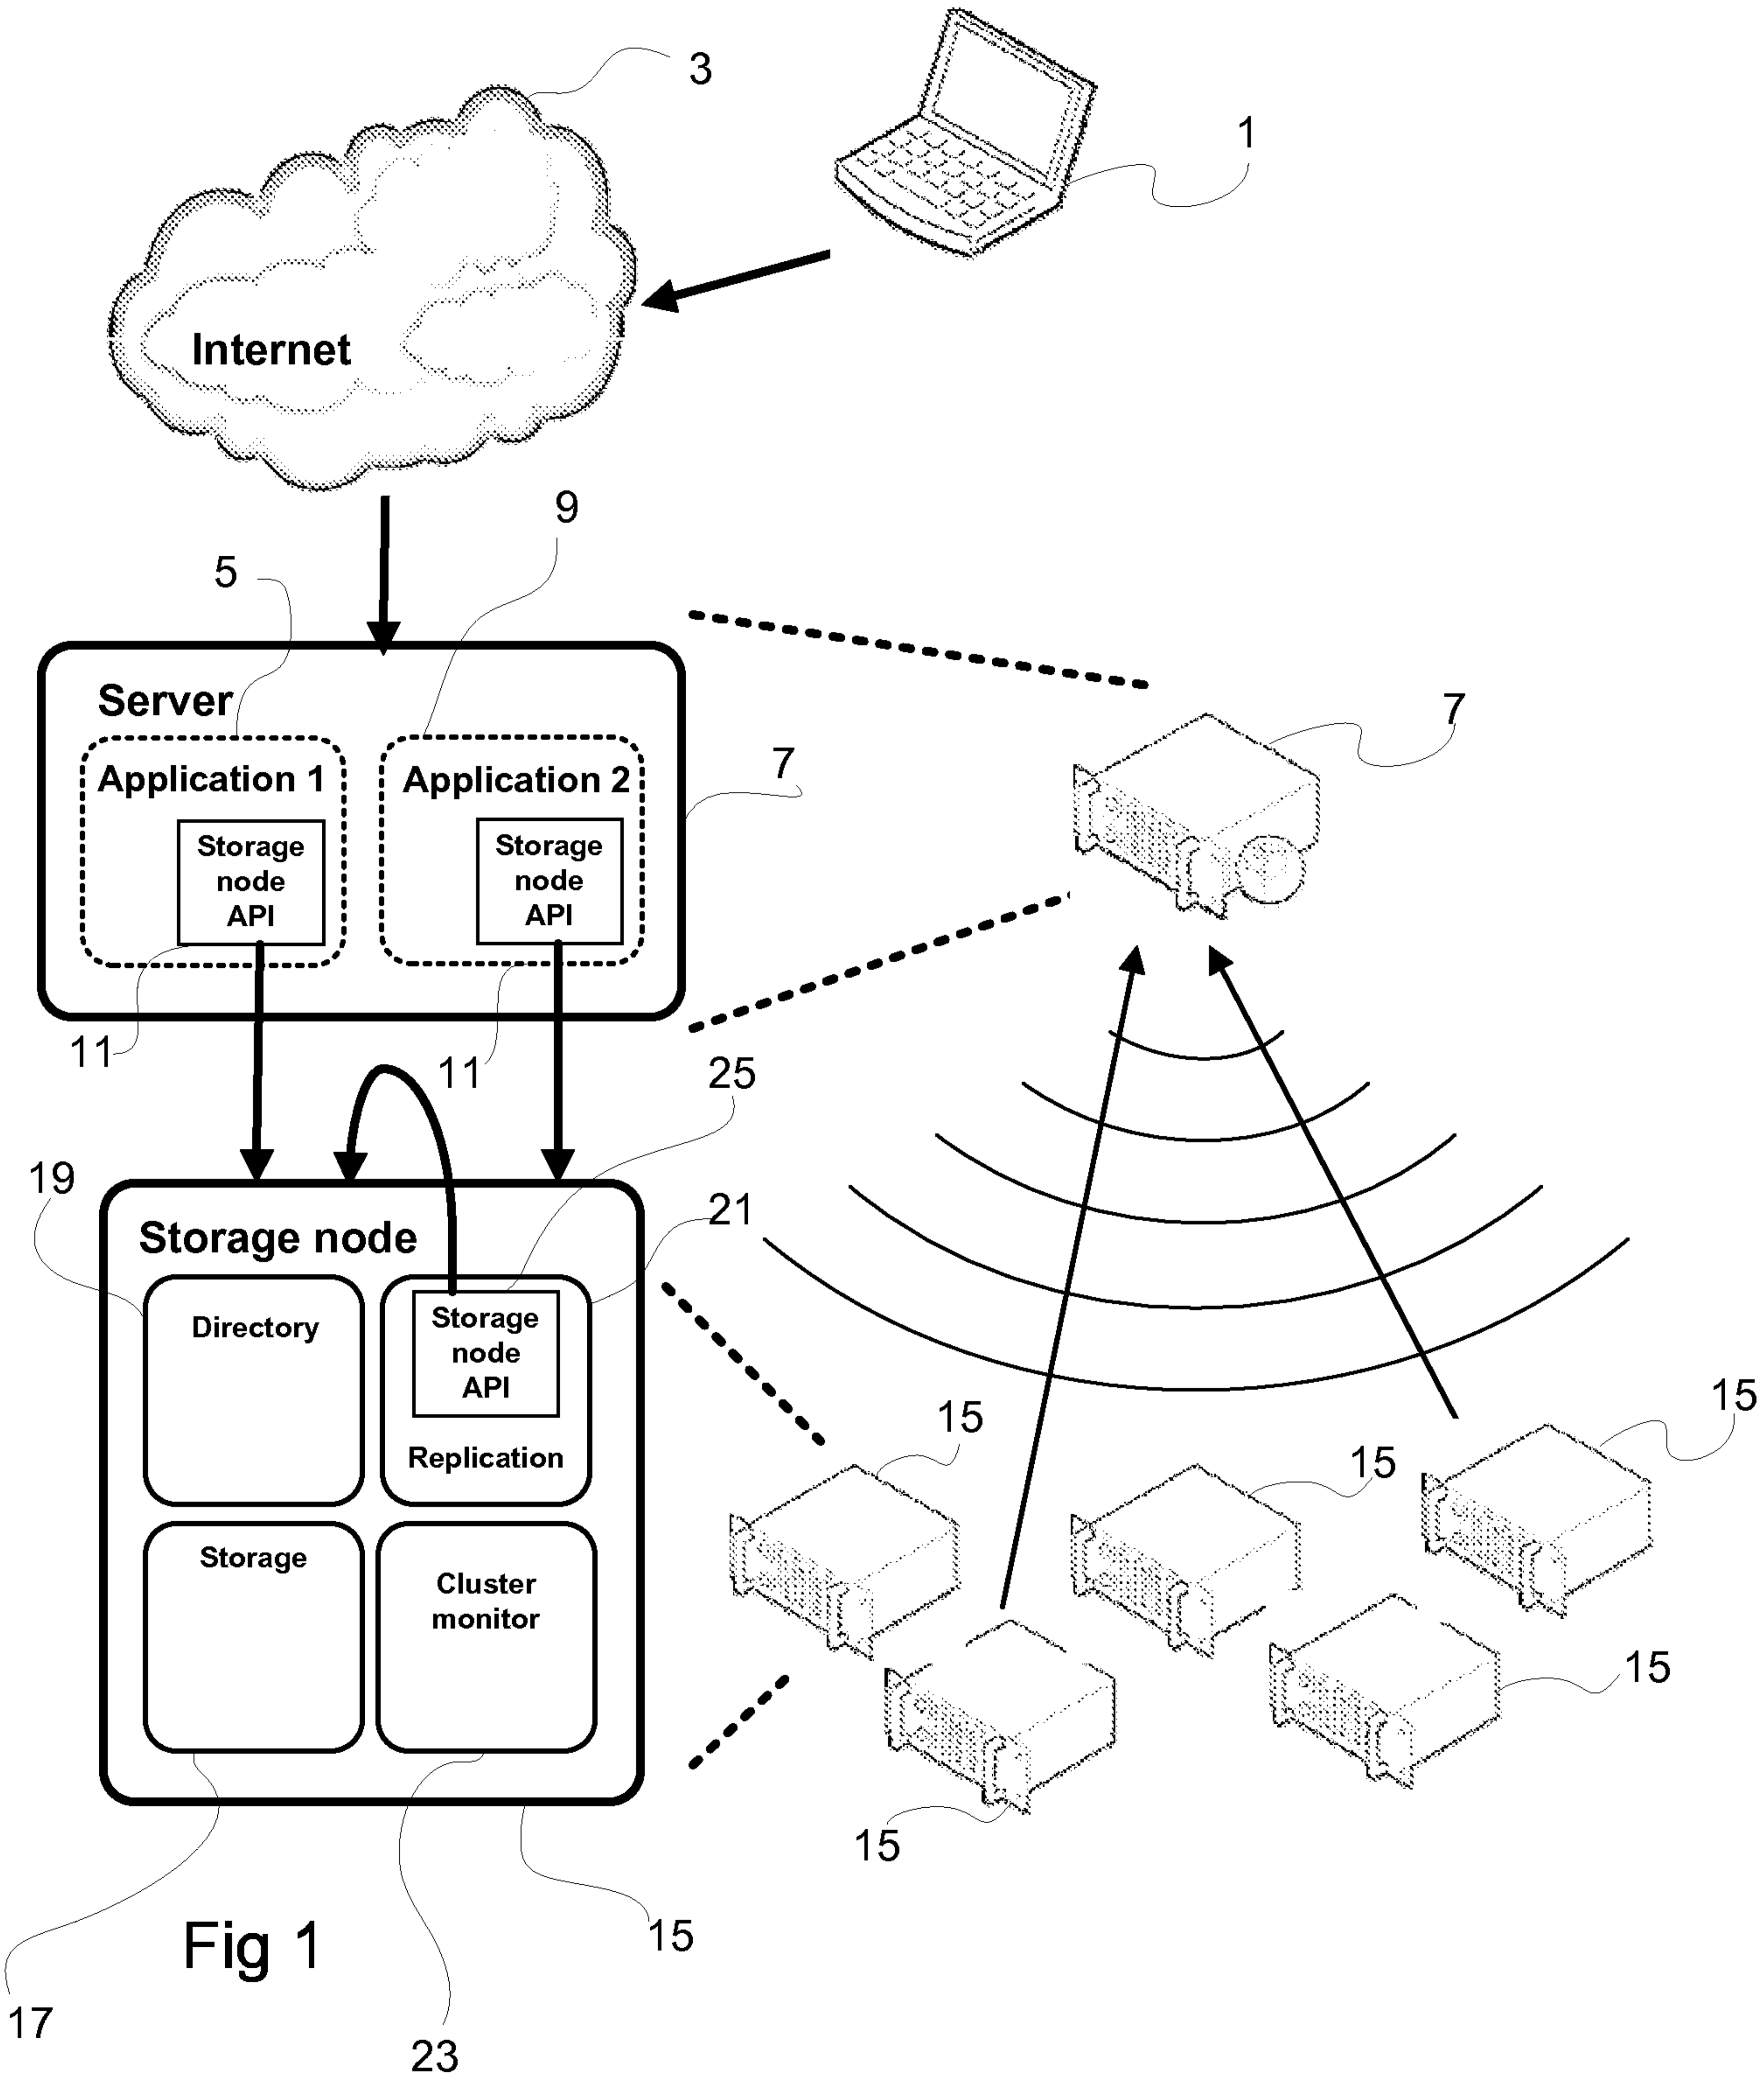 3
1
Internet
9
5
Server
7
7
Application 1
Application 2
Storage
node
API
Storage
node
API
11
11
25
19
21
Storage node
Directory
Storage
node
API
Replication
15
15
15
Storage
Cluster
monitor
15
15
15
Fig 1
17
23